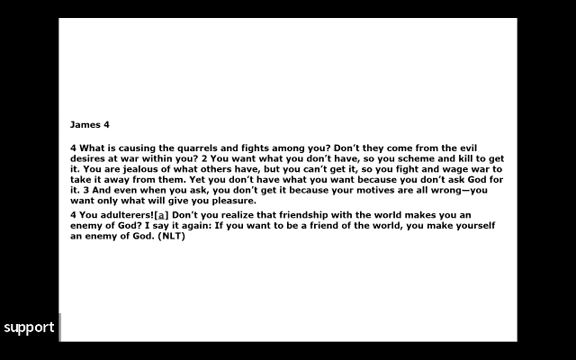 James 4
4 What is causing the quarrels and fights among you? Don’t they come from the evil
desires at war within you? 2 You want what you don’t have, so you scheme and kill to get
it. You are jealous of what others have, but you can’t get it, so you fight and wage war to
take it away from them. Yet you don’t have what you want because you don’t ask God for
it. 3 And even when you ask, you don’t get it because your motives are all wrong—you
want only what will give you pleasure.
4 You adulterers![a] Don’t you realize that friendship with the world makes you an
enemy of God? I say it again: If you want to be a friend of the world, you make yourself
an enemy of God. (NLT)
support